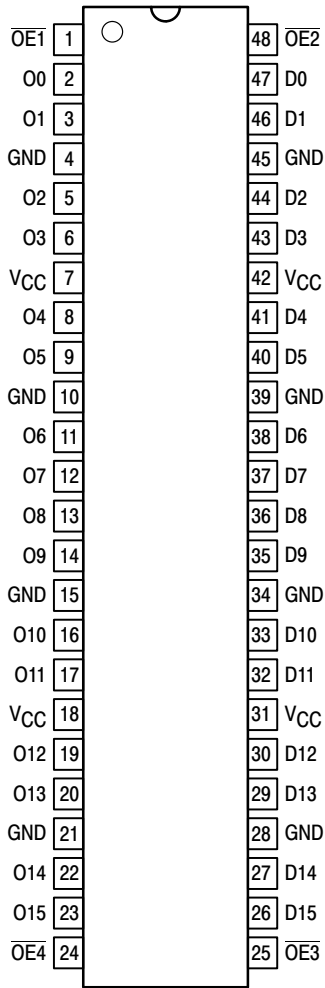 OE1 1 48 OE2
O0 2 47 D0
O1 3 46 D1
GND 4 45 GND
O2 5 44 D2
O3 6 43 D3
VCC 7 42 VCC
O4 8 41 D4
O5 9 40 D5
GND 10 39 GND
O6 11 38 D6
O7 12 37 D7
O8 13 36 D8
O9 14 35 D9
GND 15 34 GND
O10 16 33 D10
O11 17 32 D11
VCC 18 31 VCC
O12 19 30 D12
O13 20 29 D13
GND 21 28 GND
O14 22 27 D14
O15 23 26 D15
OE4 24 25 OE3